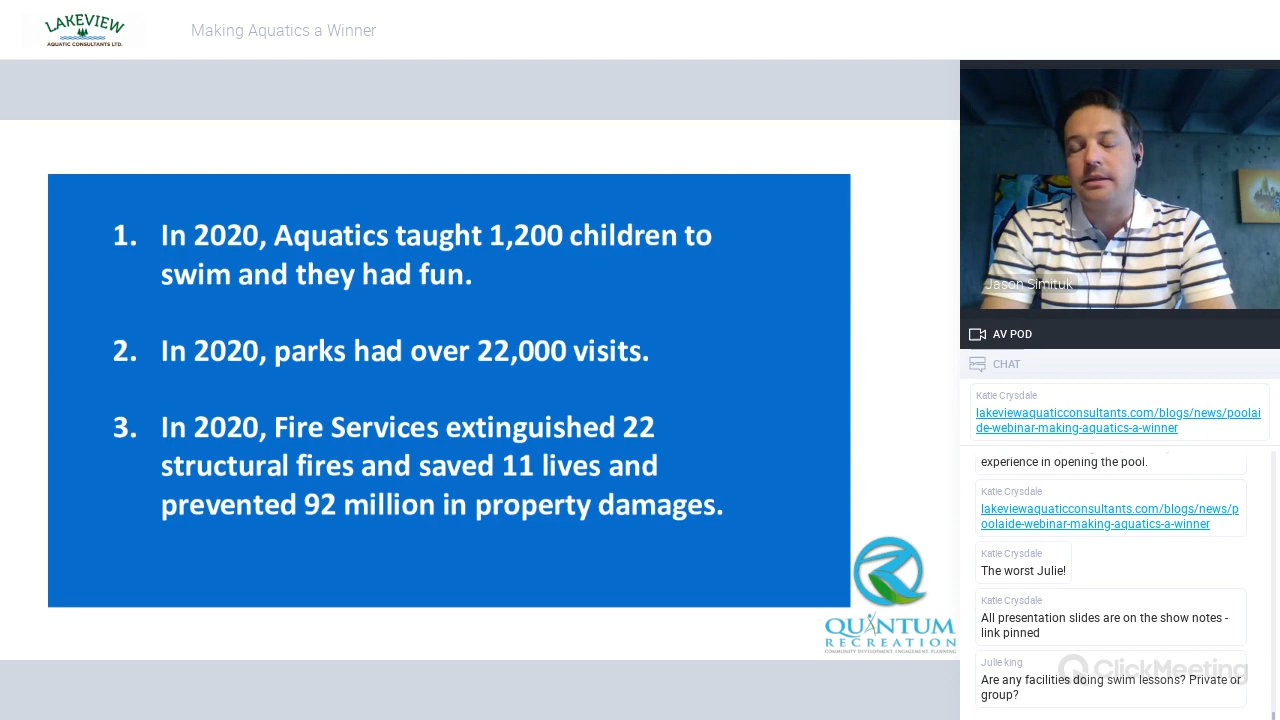 LAKEVIEW
AQUATIC CONSULTANTS LTD.
Making Aquatics a Winner
1. In 2020, Aquatics taught 1,200 children to
swim and they had fun.
2. In 2020, parks had over 22,000 visits.
3. In 2020, Fire Services extinguished 22
structural fires and saved 11 lives and
prevented 92 million in property damages.
QUANTUM
RECREATION
COMMUNITY DEVELOPMENT, ENGAGEMENT, PLANNING
Jason Simituk
AV POD
CHAT
Katie Crysdale
lakeviewaquaticconsultants.com/blogs/news/poolai
de-webinar-making-aquatics-a-winner
experience in opening the pool.
Katie Crysdale
lakeviewaquaticconsultants.com/blogs/news/p
oolaide-webinar-making-aquatics-a-winner
Katie Crysdale
The worst Julie!
Katie Crysdale
All presentation slides are on the show notes -
link pinned
Julie king
ClickMeeting
Are any facilities doing swim lessons? Private or
group?